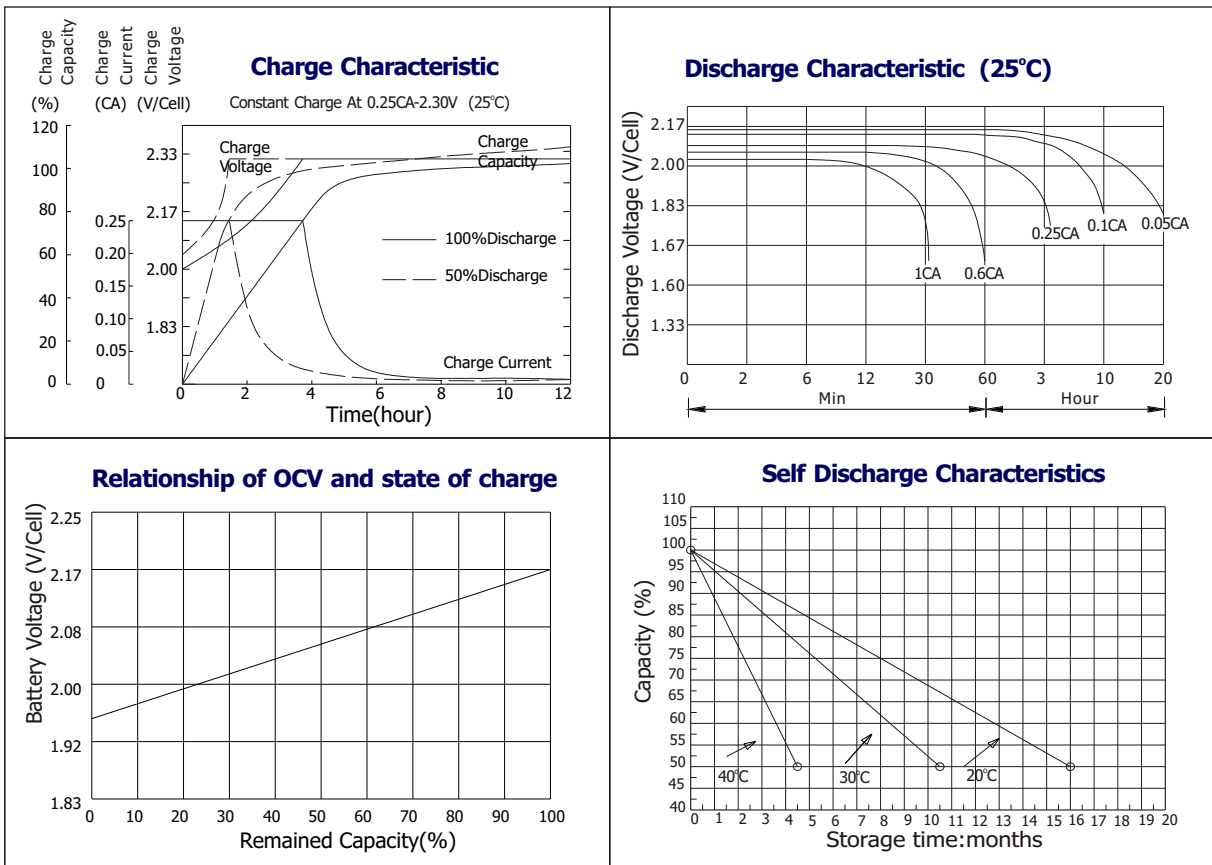 Charge Capacity
Charge Current
Charge Voltage
(%) (CA) (V/Cell)
Charge Characteristic
Constant Charge At 0.25CA-2.30V (25°C)
120
100
80
60
40
20
0
0.25
0.20
0.15
0.10
0.05
0
2.33
2.17
2.00
1.83
Charge
Voltage
Charge
Capacity
100%Discharge
50%Discharge
Charge Current
0 2 4 6 8 10 12
Time(hour)
Discharge Characteristic (25°C)
Discharge Voltage (V/Cell)
2.17
2.00
1.83
1.67
1.60
1.33
1CA
0.6CA
0.25CA
0.1CA
0.05CA
0 2 6 12 30 60 3 10 20
Min Hour
Relationship of OCV and state of charge
Battery Voltage (V/Cell)
2.25
2.17
2.08
2.00
1.92
1.83
0 10 20 30 40 50 60 70 80 90 100
Remained Capacity(%)
Self Discharge Characteristics
Capacity (%)
110
105
100
95
90
85
80
75
70
65
60
55
50
45
40
40°C
30°C
20°C
0 1 2 3 4 5 6 7 8 9 10 11 12 13 14 15 16 17 18 19 20
Storage time:months